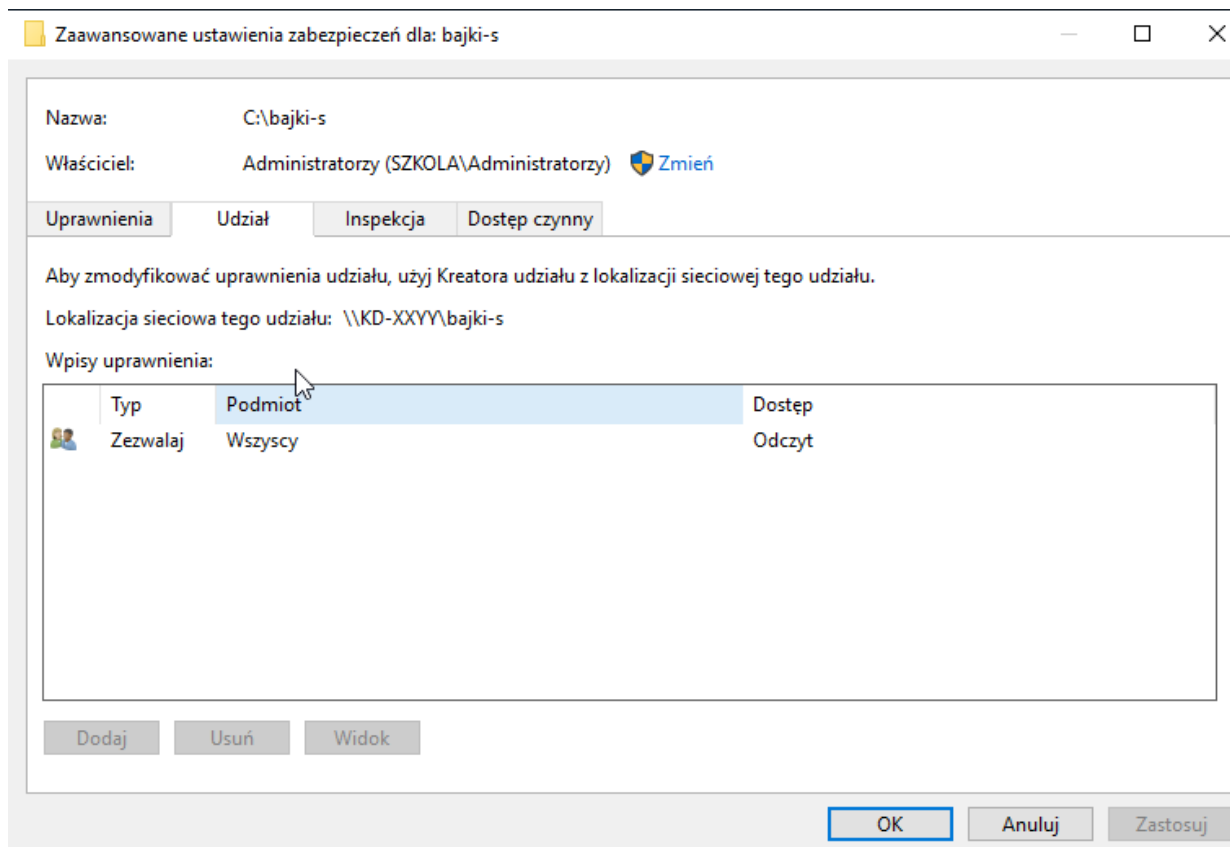 Zaawansowane ustawienia zabezpieczeń dla: bajki-s
Nazwa: C:\bajki-s
Właściciel: Administratorzy (SZKOLA\Administratorzy) Zmień
Uprawnienia Udział Inspekcja Dostęp czynny
Aby zmodyfikować uprawnienia udziału, użyj Kreatora udziału z lokalizacji sieciowej tego udziału.
Lokalizacja sieciowa tego udziału: \\KD-XXYY\bajki-s
Wpisy uprawnienia:
Typ Podmiot Dostęp
Zezwalaj Wszyscy Odczyt
Dodaj Usuń Widok
OK Anuluj Zastosuj